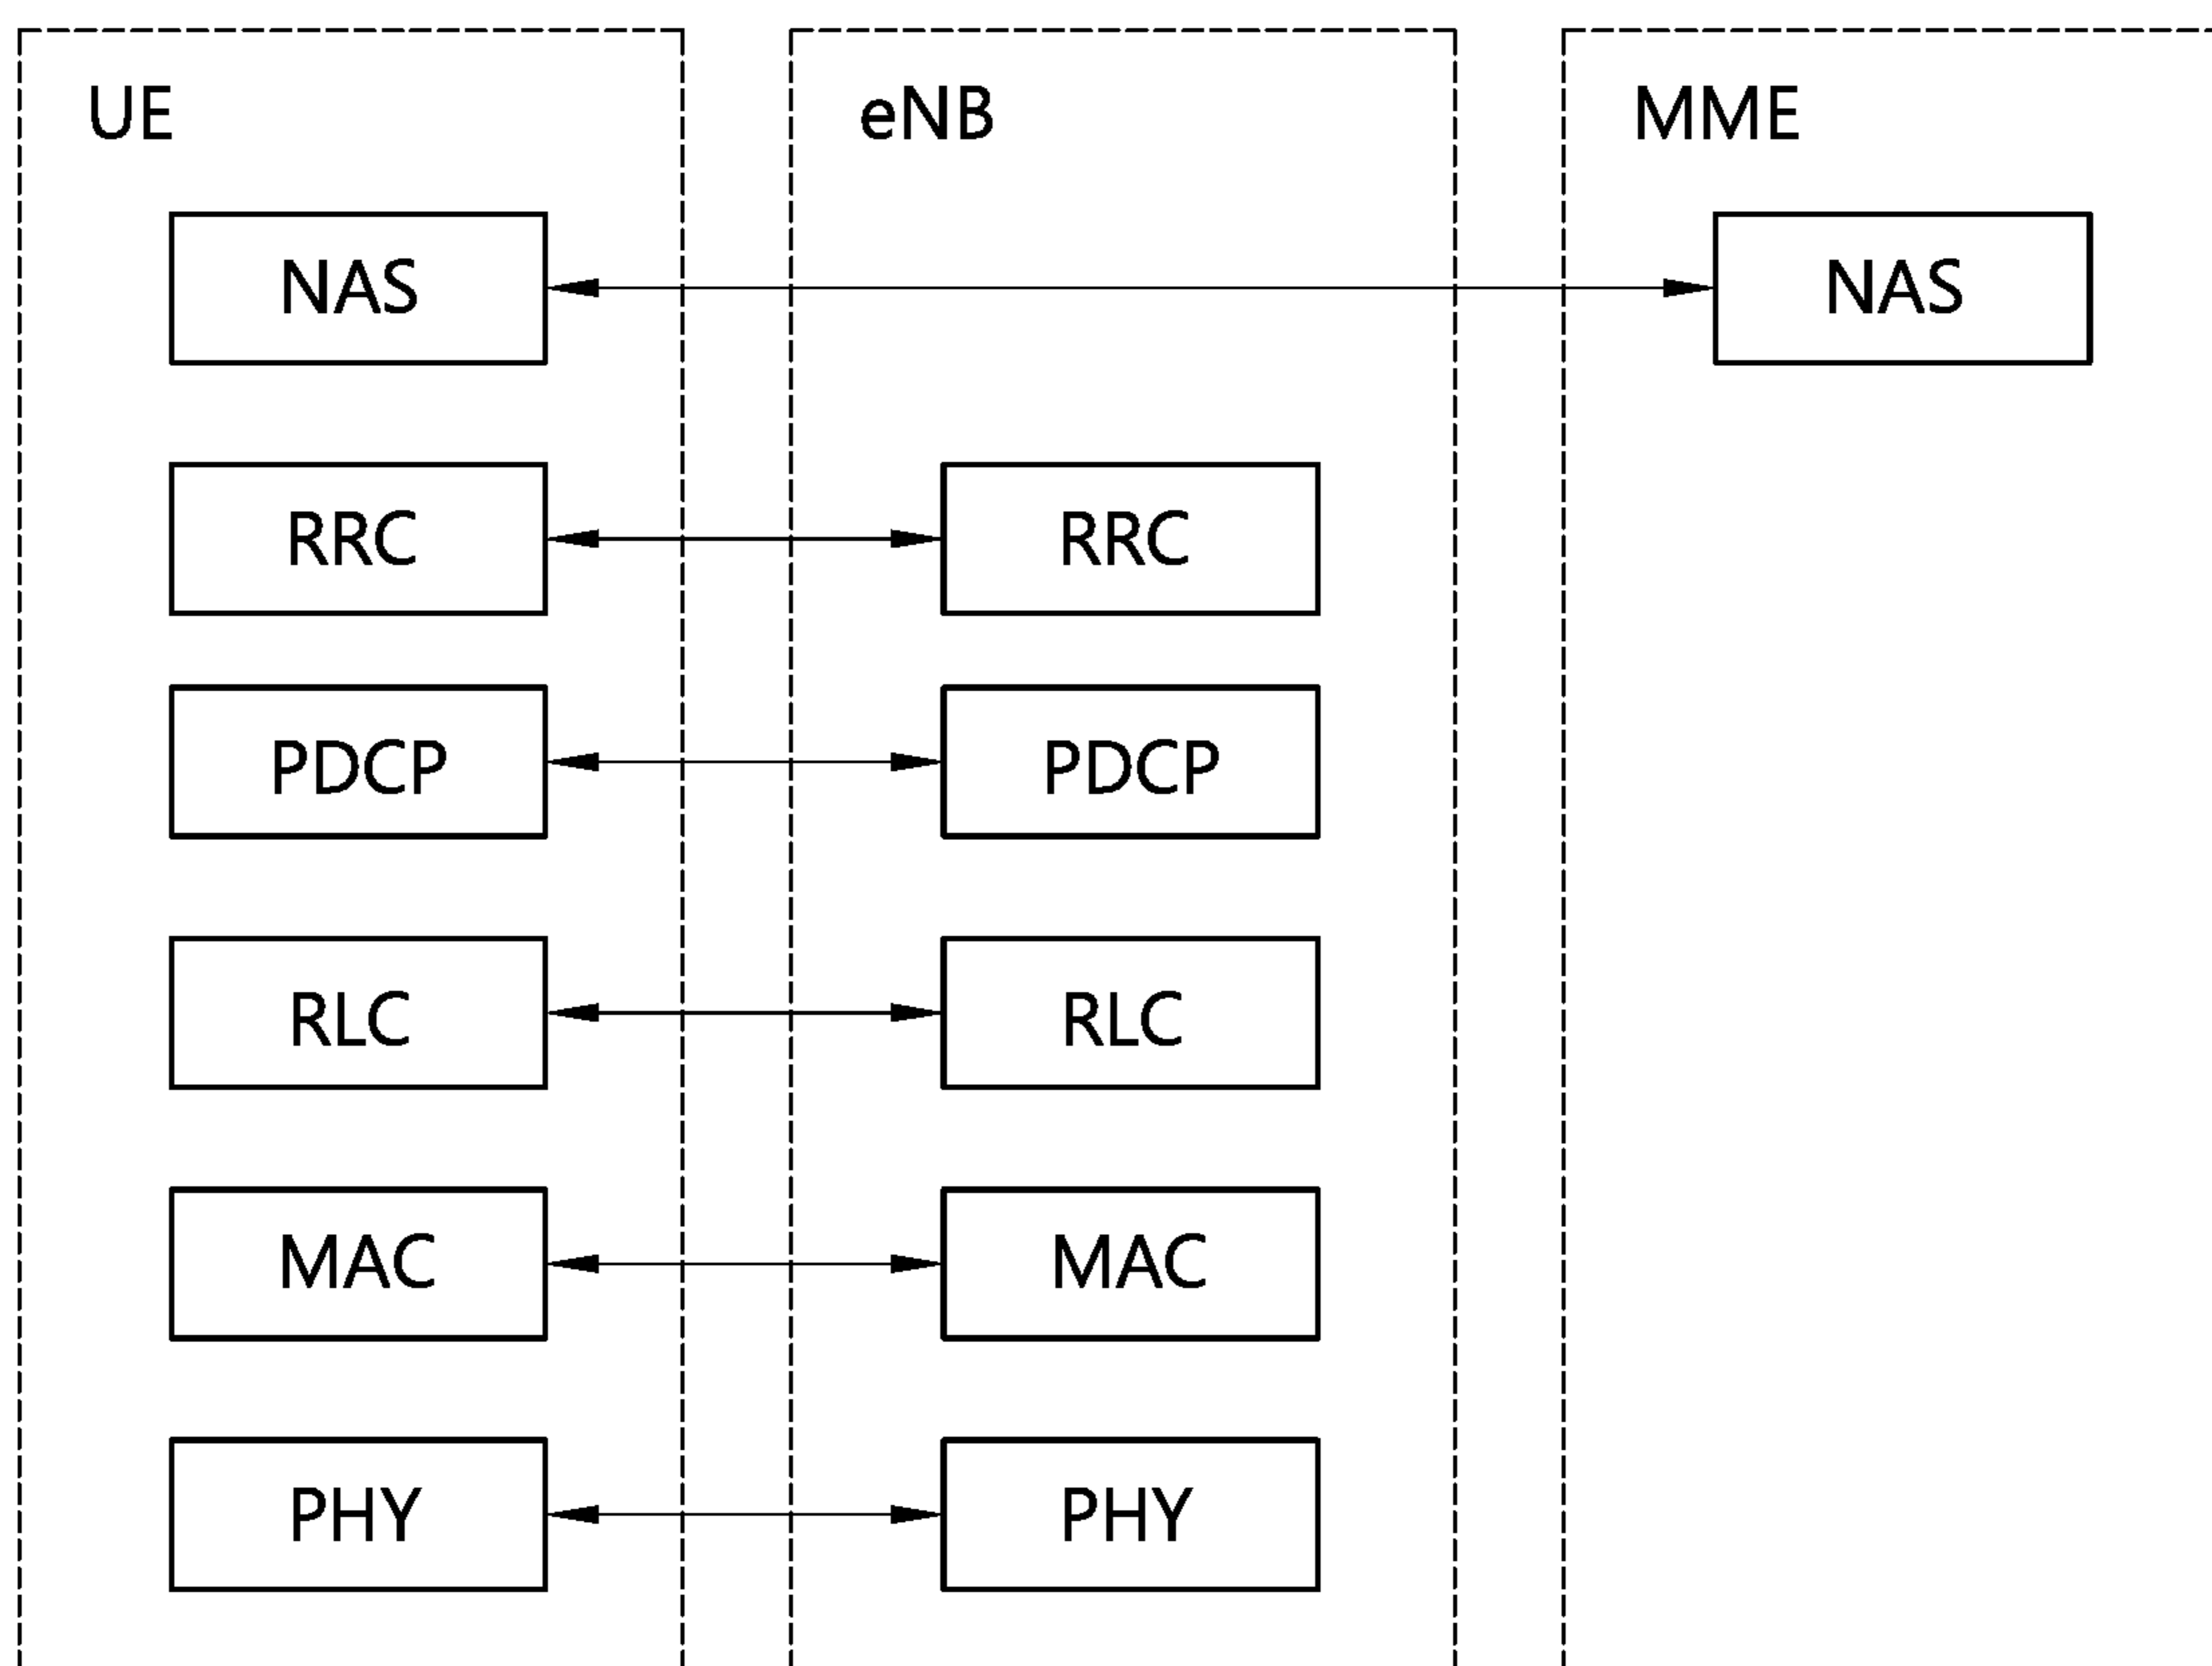 UE
eNB
MME
NAS
NAS
RRC
RRC
PDCP
PDCP
RLC
RLC
MAC
MAC
PHY
PHY